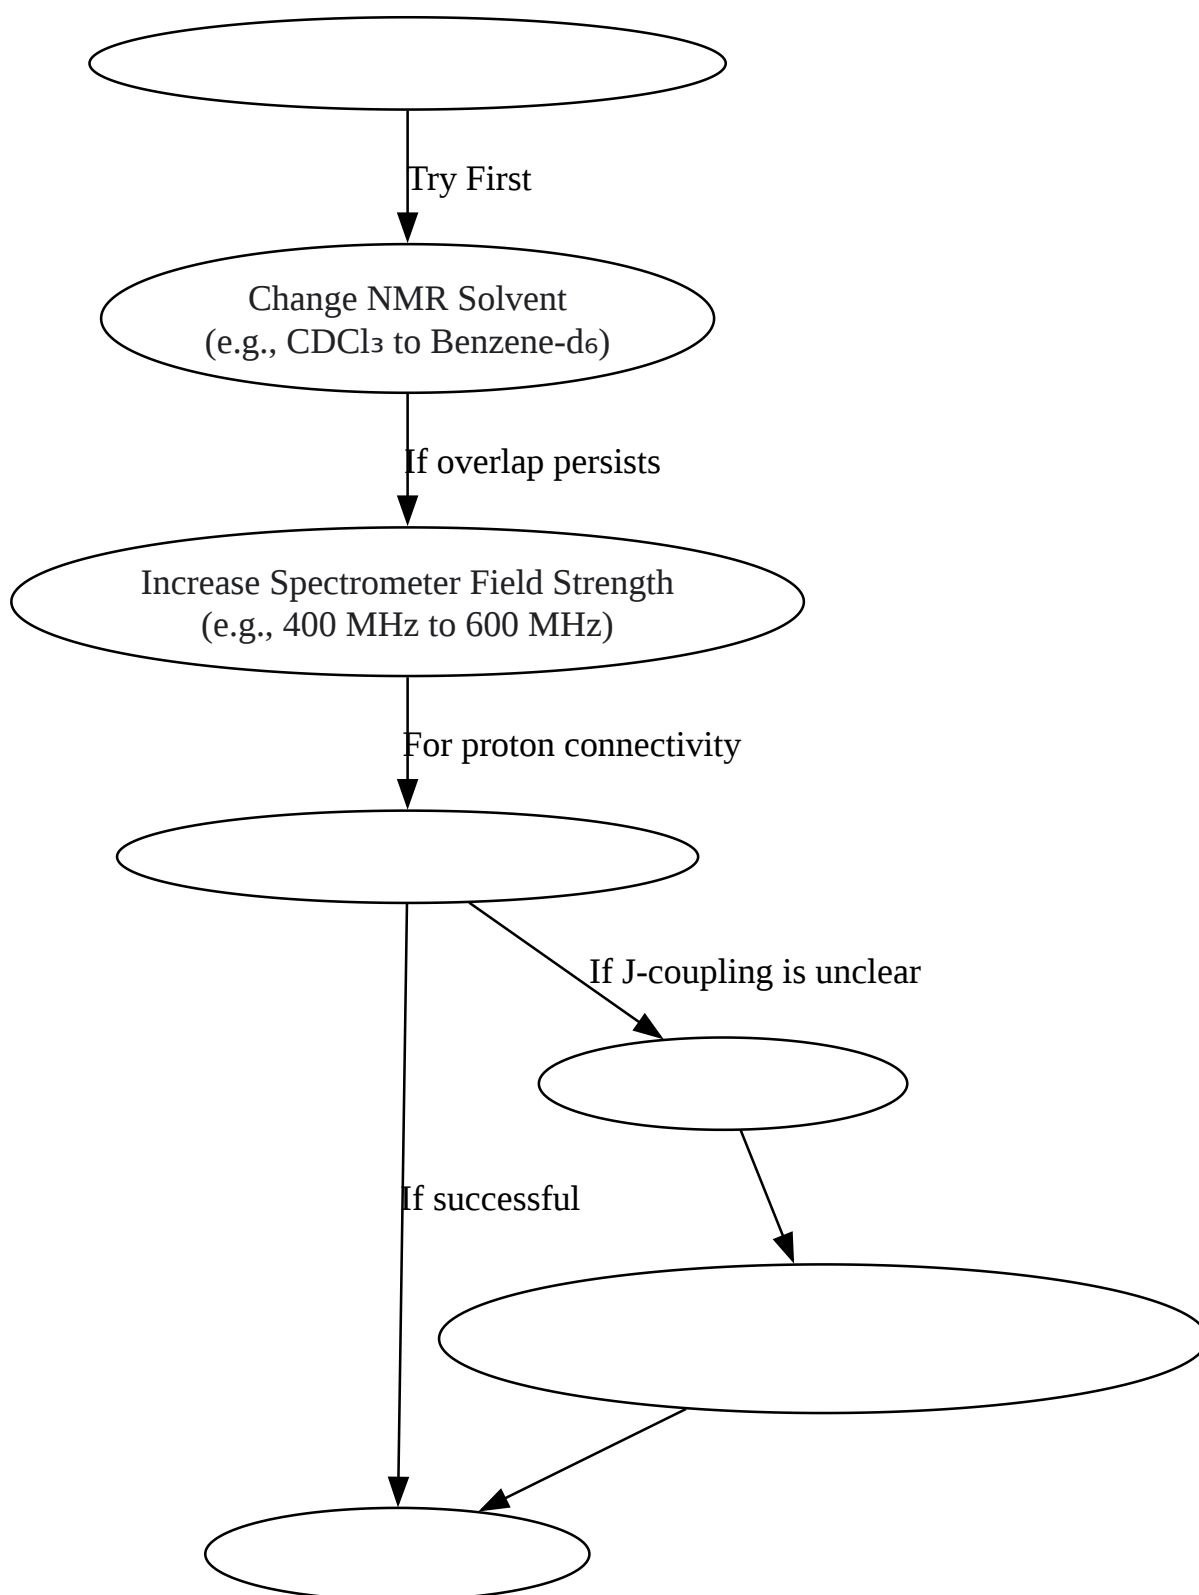 Try First
Change NMR Solvent
(e.g., CDCl₃ to Benzene-d₆)
If overlap persists
Increase Spectrometer Field Strength
(e.g., 400 MHz to 600 MHz)
For proton connectivity
If J-coupling is unclear
If successful